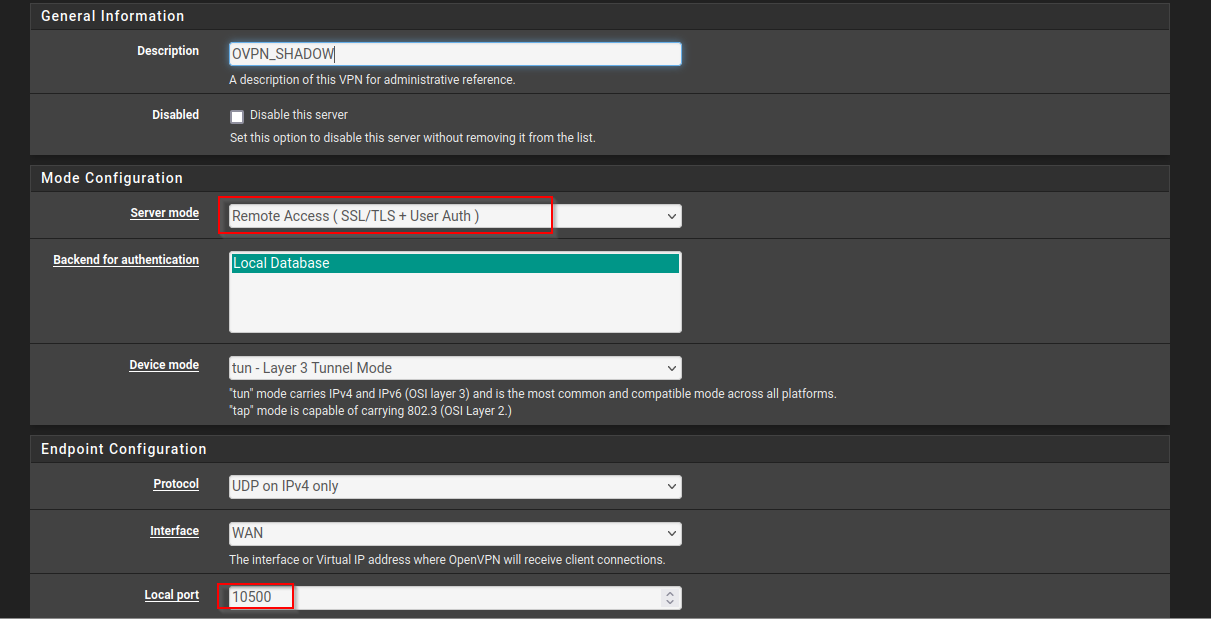 General Information
Description
OVPN_SHADOW
A description of this VPN for administrative reference.
Disabled
Disable this server
Set this option to disable this server without removing it from the list.
Mode Configuration
Server mode
Remote Access ( SSL/TLS + User Auth )
Backend for authentication
Local Database
Device mode
tun - Layer 3 Tunnel Mode
"tun" mode carries IPv4 and IPv6 (OSI layer 3) and is the most common and compatible mode across all platforms.
"tap" mode is capable of carrying 802.3 (OSI Layer 2.)
Endpoint Configuration
Protocol
UDP on IPv4 only
Interface
WAN
The interface or Virtual IP address where OpenVPN will receive client connections.
Local port
10500